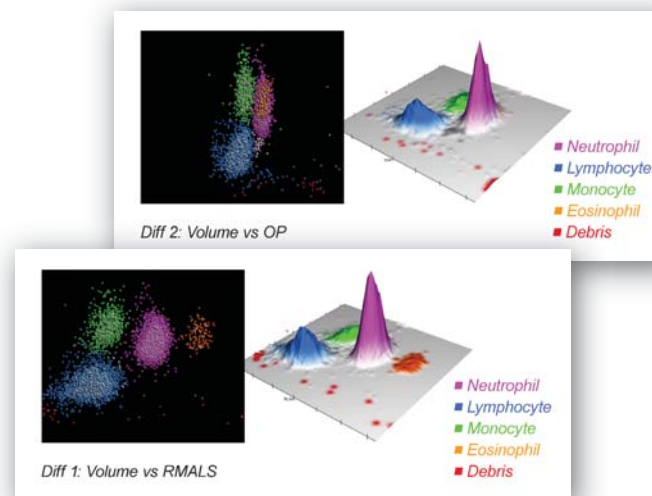 Neutrophil
Lymphocyte
Monocyte
Eosinophil
Debris
Diff 2: Volume vs OP
Neutrophil
Lymphocyte
Monocyte
Eosinophil
Debris
Diff 1: Volume vs RMALS